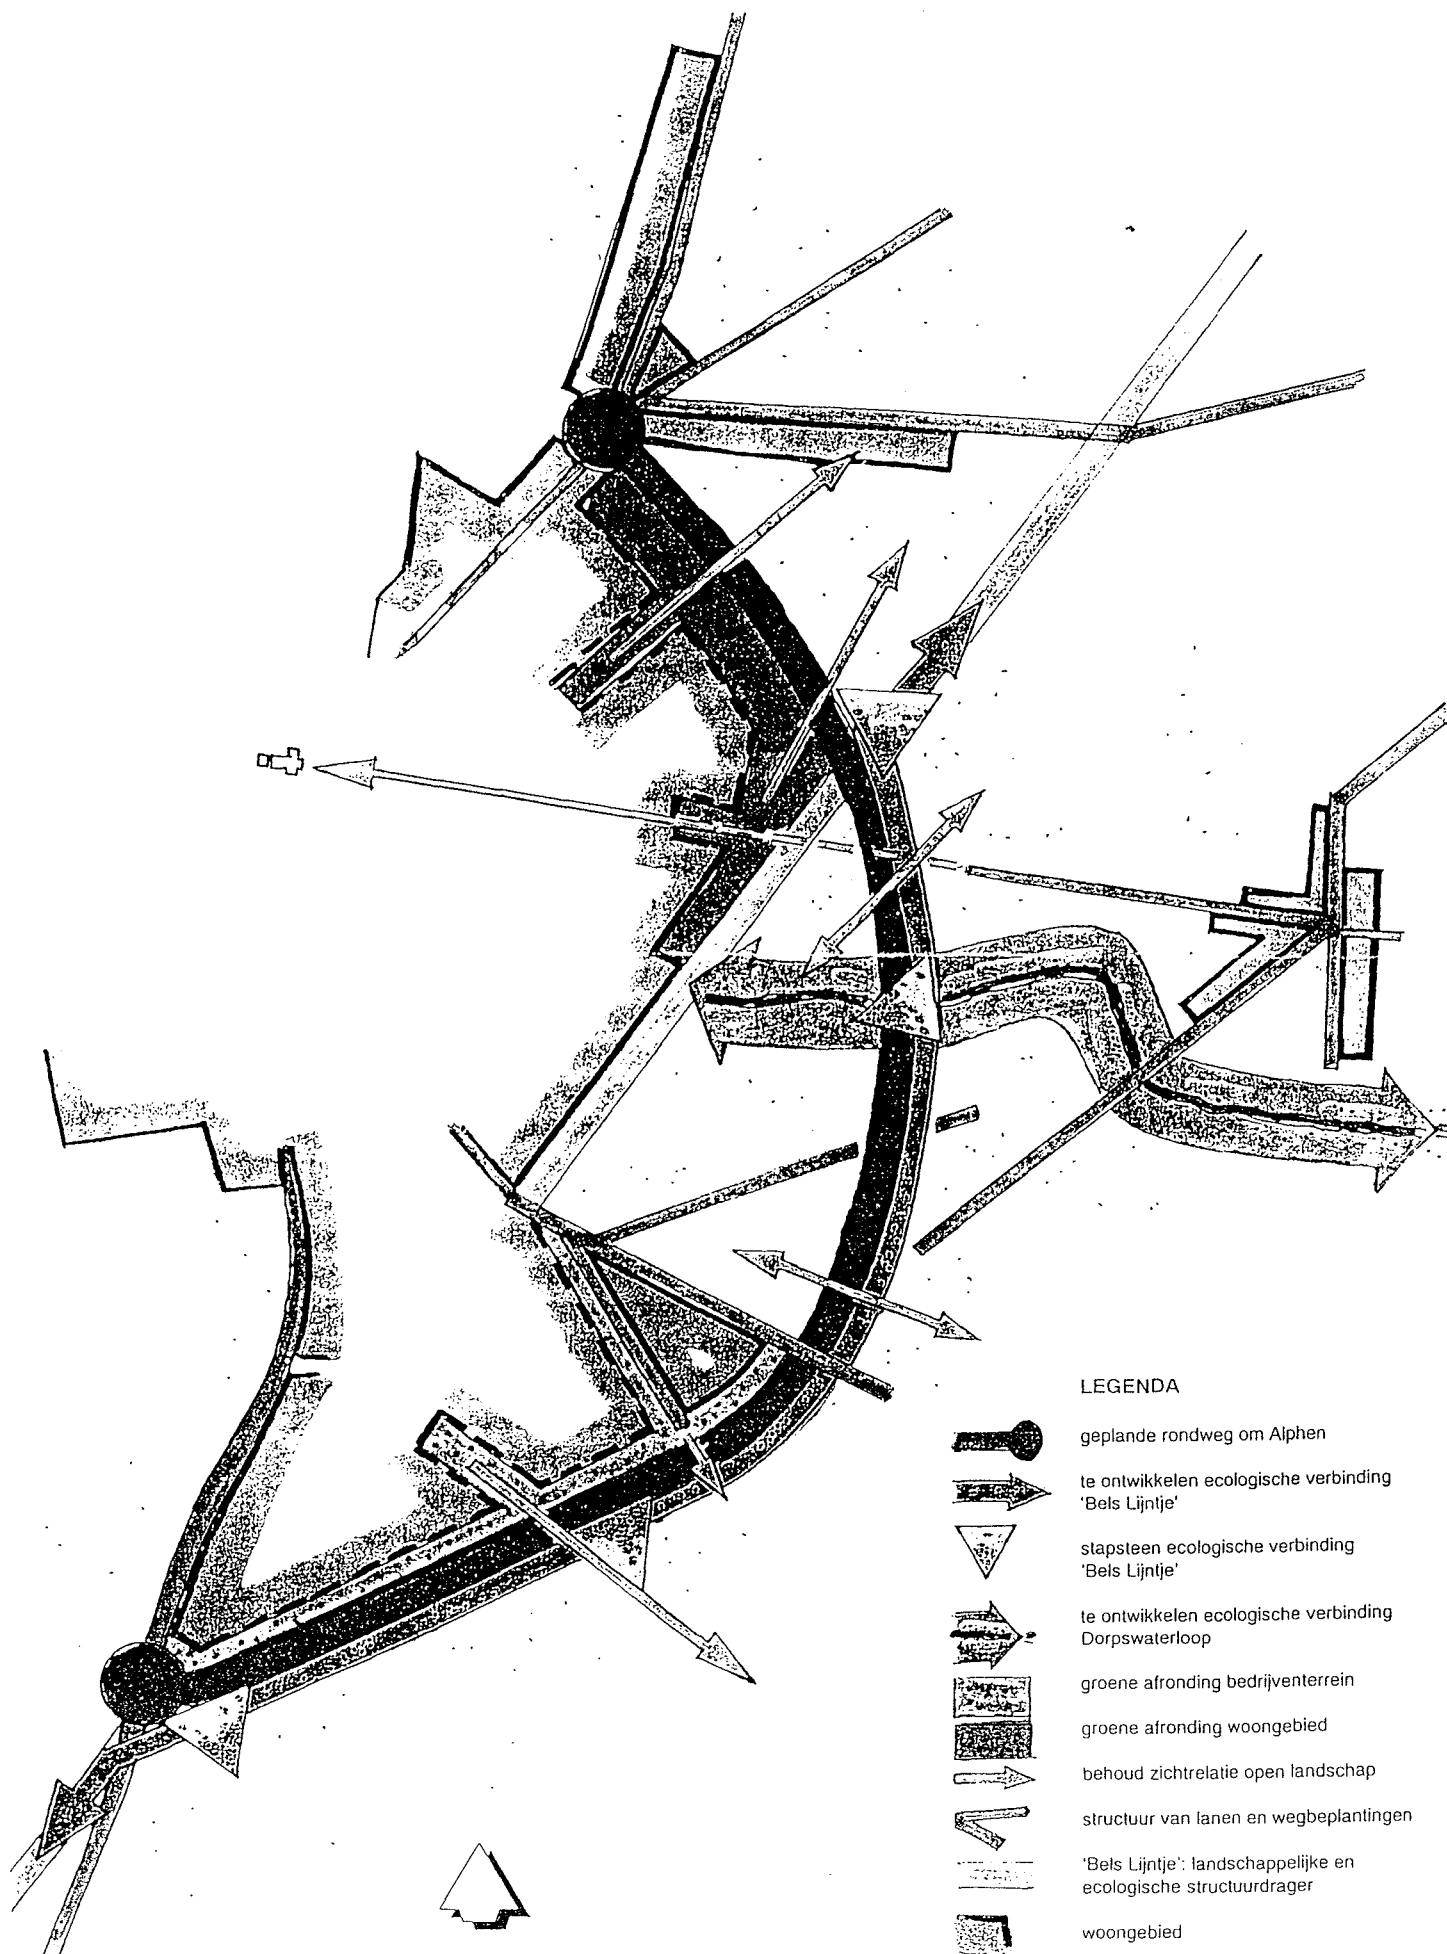 LEGENDA
geplande rondweg om Alphen
te ontwikkelen ecologische verbinding
'Bels Lijntje'
stapsteen ecologische verbinding
'Bels Lijntje'
te ontwikkelen ecologische verbinding
Dorpswaterloop
groene afronding bedrijventerrein
groene afronding woongebied
behoud zichtrelatie open landschap
structuur van lanen en wegbeplantingen
'Bels Lijntje': landschappelijke en
ecologische structuurdrager
woongebied